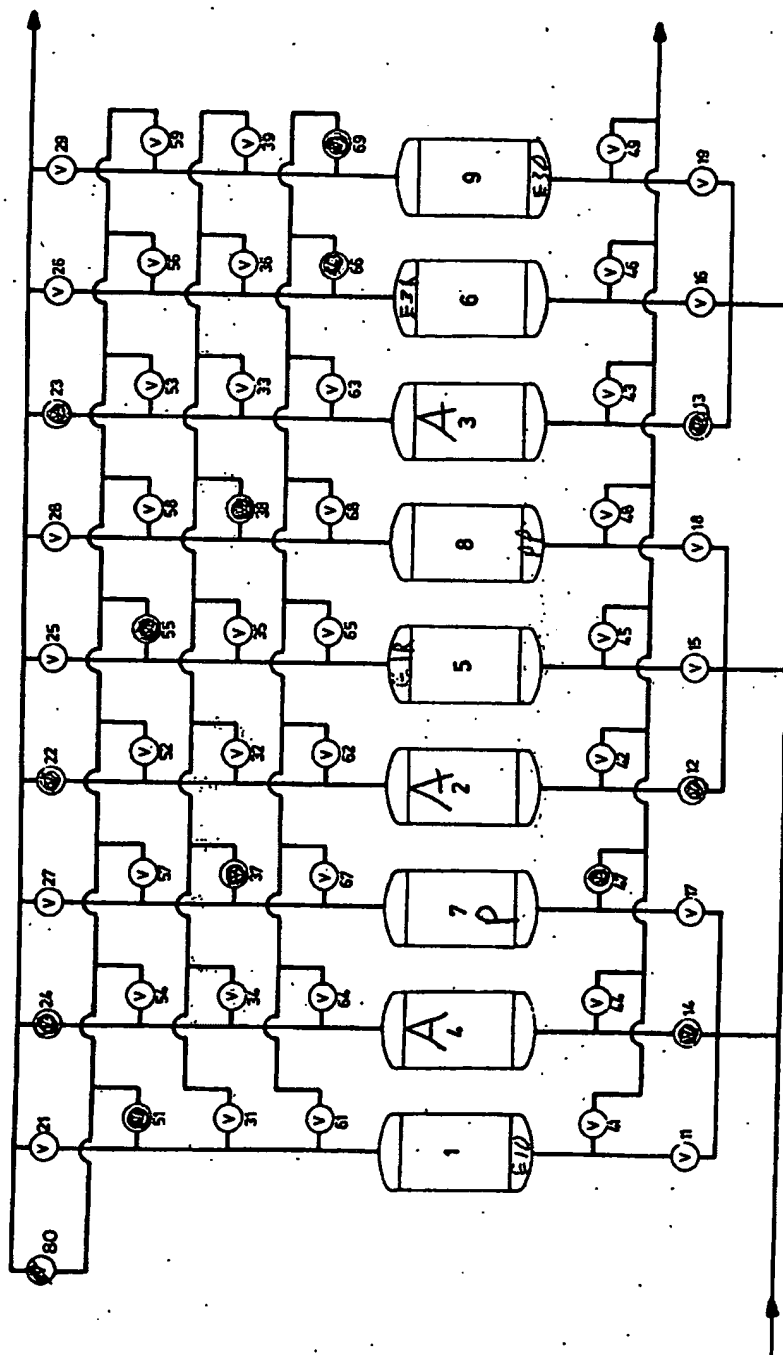 80 V 21 24 V 27 22 V 25 V 28 23 V 26 V 29
51 V 54 V 57 V 52 55 V 58 V 53 V 56 V 59
V 31 V 34 37 V 32 V 35 38 V 33 V 36 V 39
V 61 V 64 V 67 V 62 V 65 V 68 V 63 66 69
A A E1R A
1 4 7 2 5 8 3 6 9
E1D P PP E3D
V 41 V 44 47 V 42 V 45 V 48 V 43 V 46 V 49
V 11 14 V 17 12 V 15 V 18 13 V 16 V 19